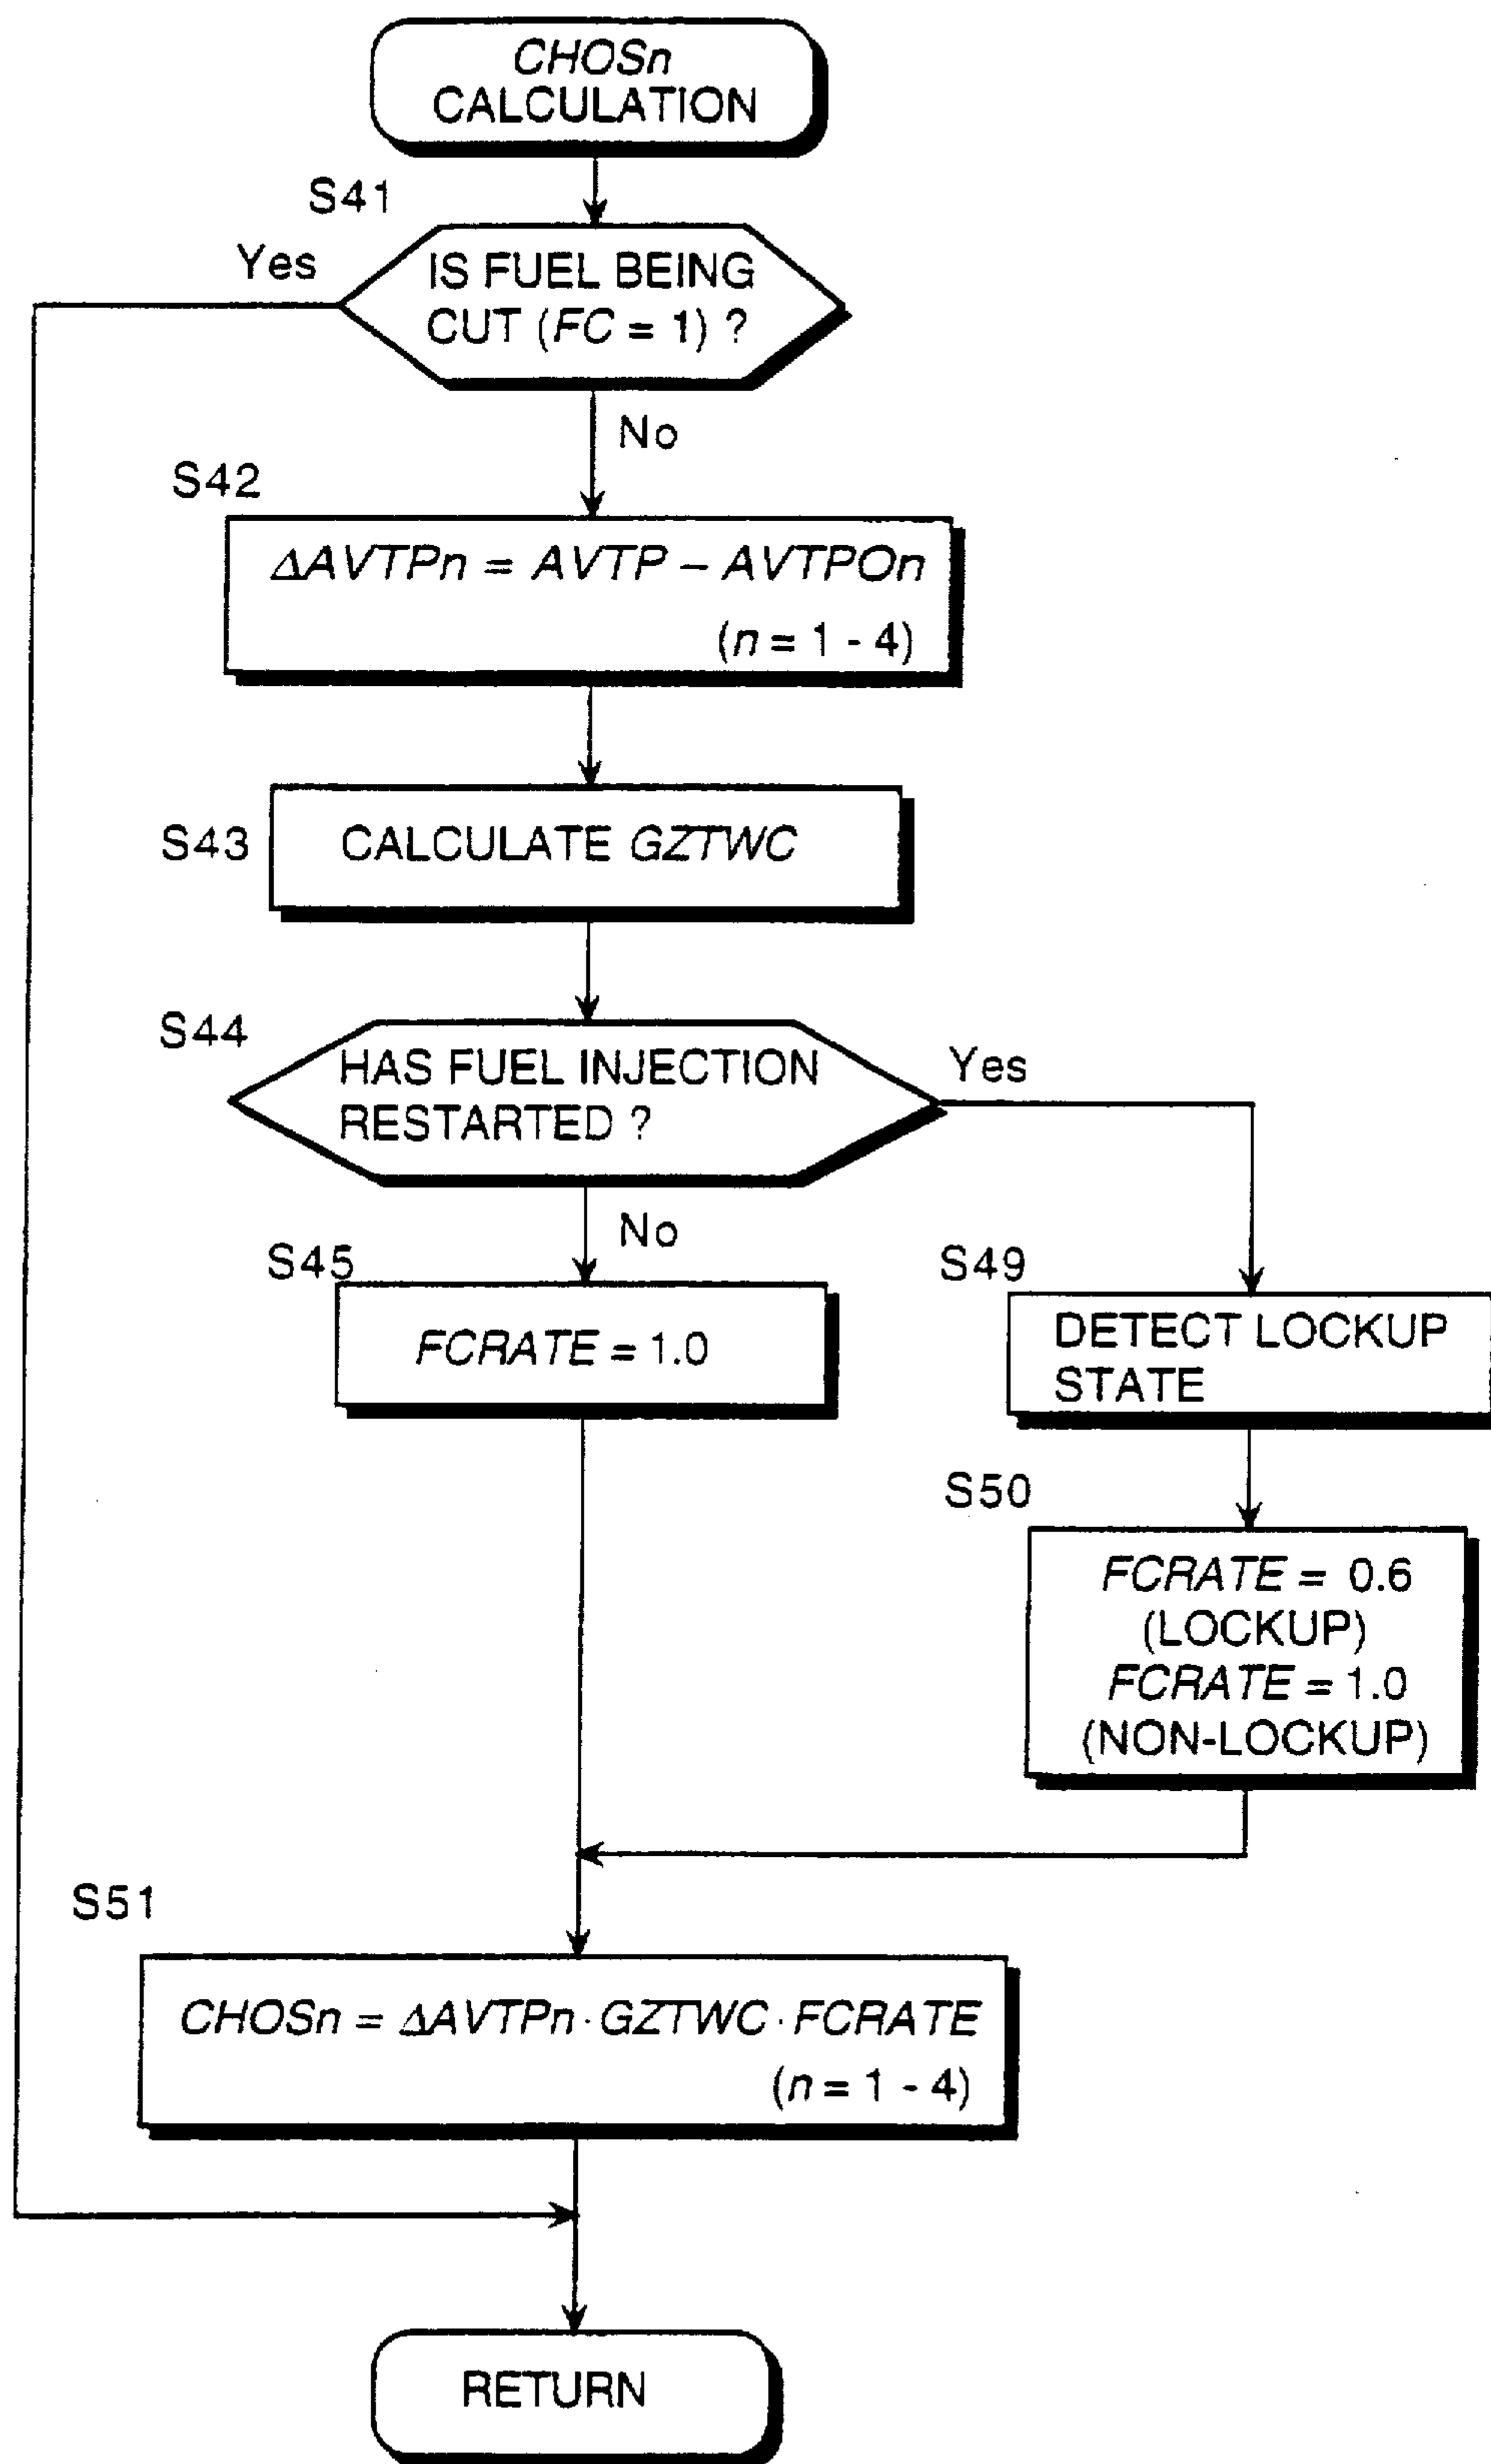 CHOSn
CALCULATION
S41
Yes
IS FUEL BEING
CUT (FC = 1) ?
No
S42
ΔAVTPn = AVTP – AVTPOn
(n = 1 - 4)
S43
CALCULATE GZTWC
S44
HAS FUEL INJECTION
RESTARTED ?
Yes
No
S45
FCRATE = 1.0
S49
DETECT LOCKUP
STATE
S50
FCRATE = 0.6
(LOCKUP)
FCRATE = 1.0
(NON-LOCKUP)
S51
CHOSn = ΔAVTPn · GZTWC · FCRATE
(n = 1 - 4)
RETURN